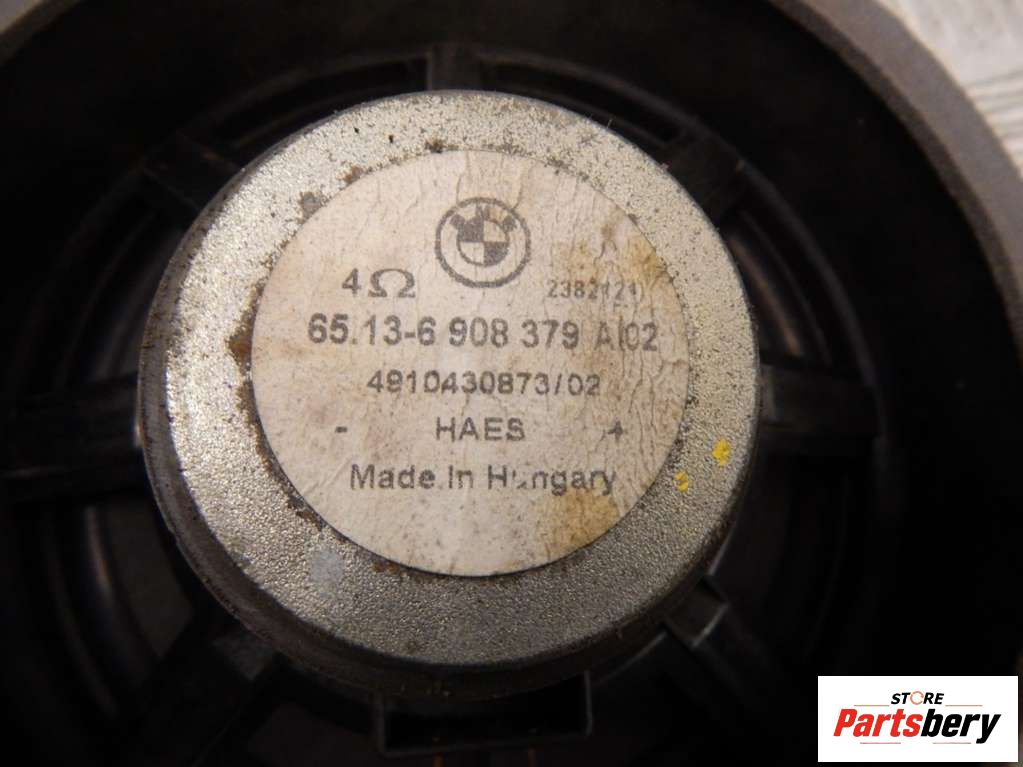 4Ω
2382121
65.13-6 908 379 AI02
4910430873/02
- HAES +
Made.In Hungary
STORE
Partsbery